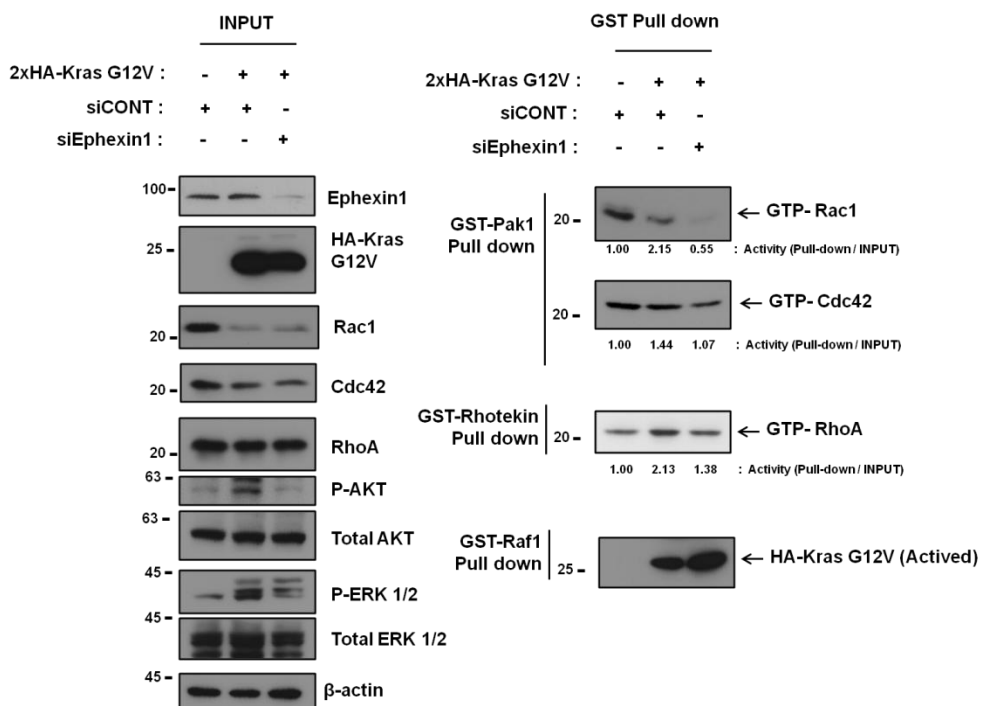 INPUT
2xHA-Kras G12V : - + +
siCONT : + + -
siEphexin1 : - - +
100
Ephexin1
25
HA-Kras
G12V
20
Rac1
20
Cdc42
20
RhoA
63
P-AKT
63
Total AKT
45
P-ERK 1/2
45
Total ERK 1/2
45
β-actin
GST Pull down
2xHA-Kras G12V : - + +
siCONT : + + -
siEphexin1 : - - +
GST-Pak1
Pull down
20
← GTP- Rac1
1.00 2.15 0.55 : Activity (Pull-down / INPUT)
20
← GTP- Cdc42
1.00 1.44 1.07 : Activity (Pull-down / INPUT)
GST-Rhotekin
Pull down
20
← GTP- RhoA
1.00 2.13 1.38 : Activity (Pull-down / INPUT)
GST-Raf1
Pull down
25
← HA-Kras G12V (Actived)